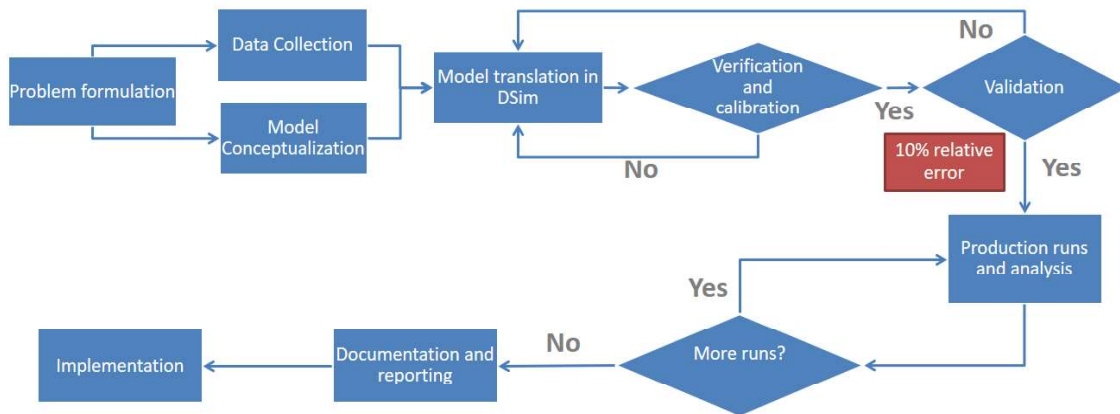 Problem formulation
Data Collection
Model
Conceptualization
Model translation in
DSim
Verification
and
calibration
No
Yes
No
Validation
10% relative
error
Yes
Production runs
and analysis
Yes
More runs?
No
Documentation and
reporting
Implementation